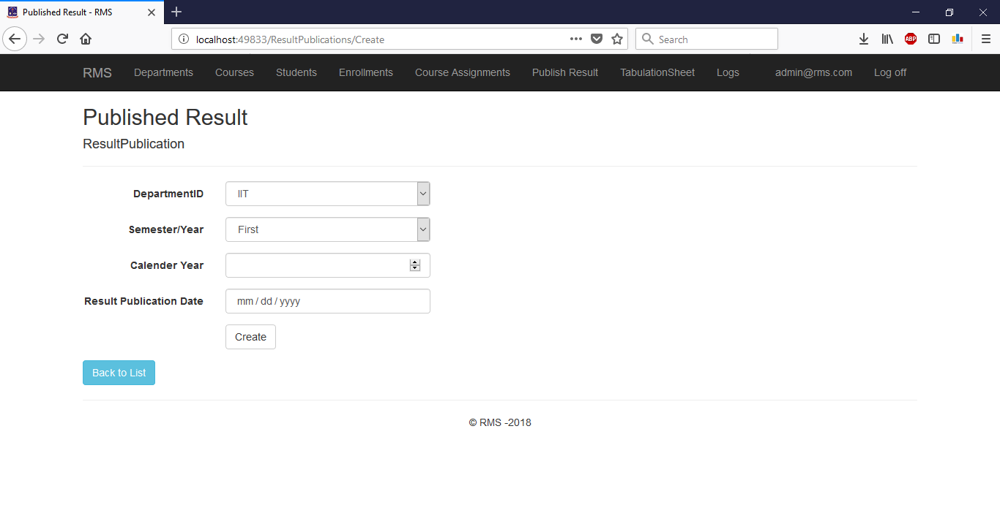 Published Result - RMS
localhost:49833/ResultPublications/Create
Search
ABP
RMS Departments Courses Students Enrollments Course Assignments Publish Result TabulationSheet Logs admin@rms.com Log off
Published Result
ResultPublication
DepartmentID IIT
Semester/Year First
Calender Year
Result Publication Date mm / dd / yyyy
Create
Back to List
© RMS -2018